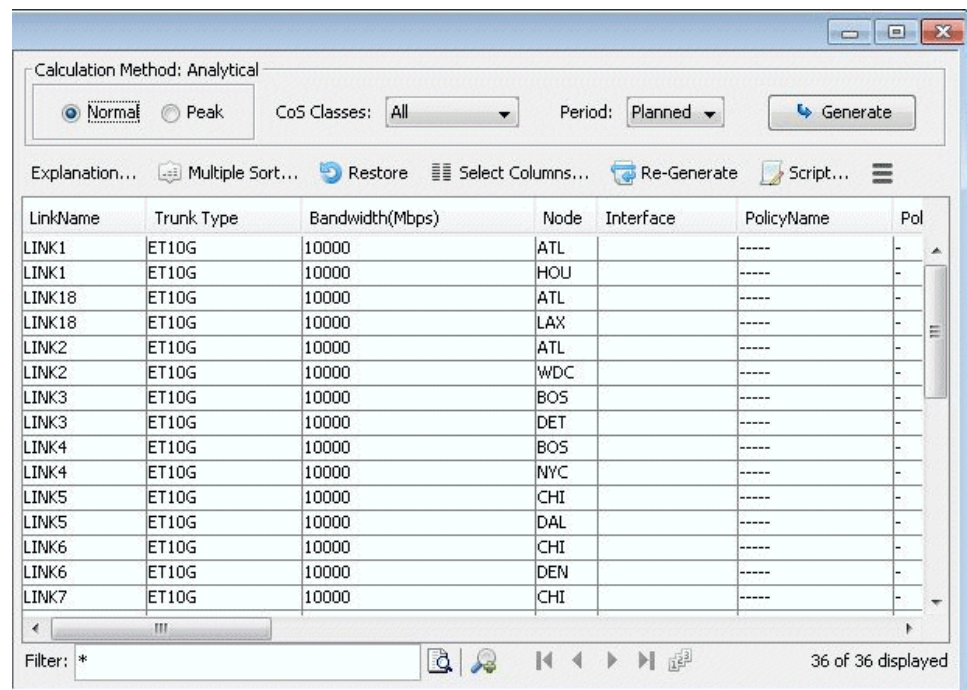 Calculation Method: Analytical
Normal Peak CoS Classes: All Period: Planned Generate
Explanation... Multiple Sort... Restore Select Columns... Re-Generate Script...
LinkName Trunk Type Bandwidth(Mbps) Node Interface PolicyName Pol
LINK1 ET10G 10000 ATL ----- -
LINK1 ET10G 10000 HOU ----- -
LINK18 ET10G 10000 ATL ----- -
LINK18 ET10G 10000 LAX ----- -
LINK2 ET10G 10000 ATL ----- -
LINK2 ET10G 10000 WDC ----- -
LINK3 ET10G 10000 BOS ----- -
LINK3 ET10G 10000 DET ----- -
LINK4 ET10G 10000 BOS ----- -
LINK4 ET10G 10000 NYC ----- -
LINK5 ET10G 10000 CHI ----- -
LINK5 ET10G 10000 DAL ----- -
LINK6 ET10G 10000 CHI ----- -
LINK6 ET10G 10000 DEN ----- -
LINK7 ET10G 10000 CHI ----- -
Filter: * 36 of 36 displayed